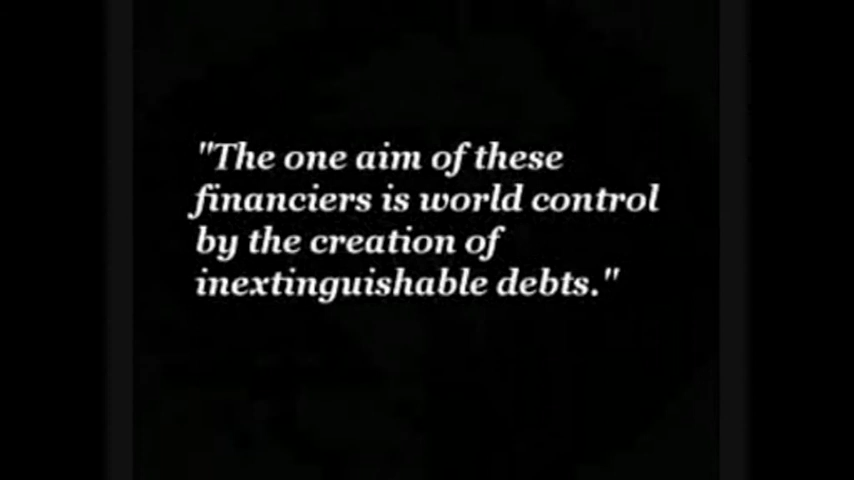 "The one aim of these
financiers is world control
by the creation of
inextinguishable debts."